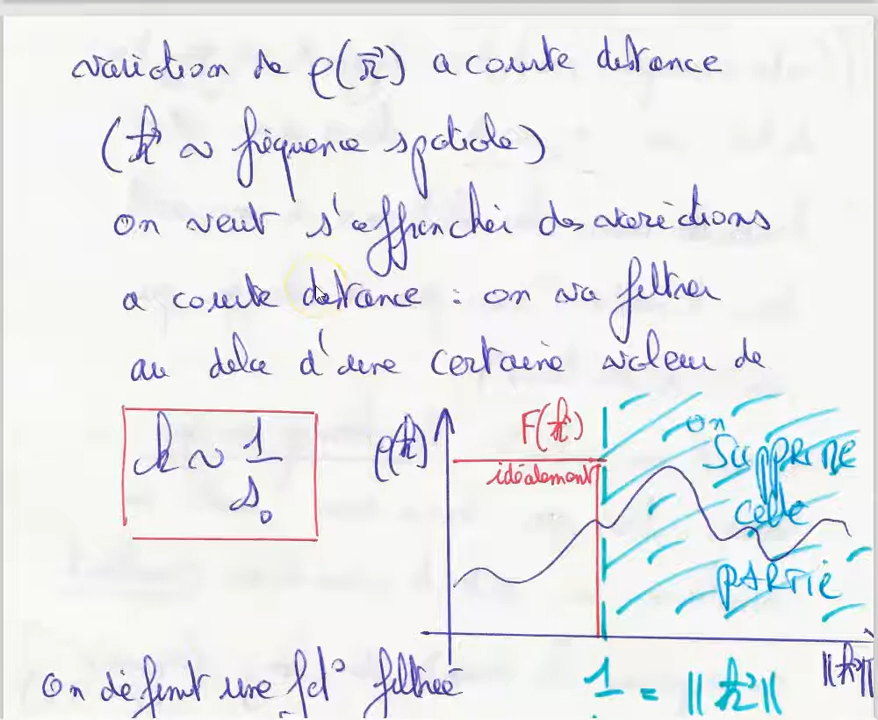 variation de ρ(r⃗) a courte distance
(k⃗ ~ fréquence spatiale)
on veut s'affranchir des variations
a courte distance : on va filtrer
au dela d'une certaine valeur de
k ~ 1/s₀
ρ(k⃗)
F(k⃗)
idéalement
on
SUPPRIME
cette
PARTIE
||k⃗||
On définit une fct° filtrée
1 = ||k⃗||